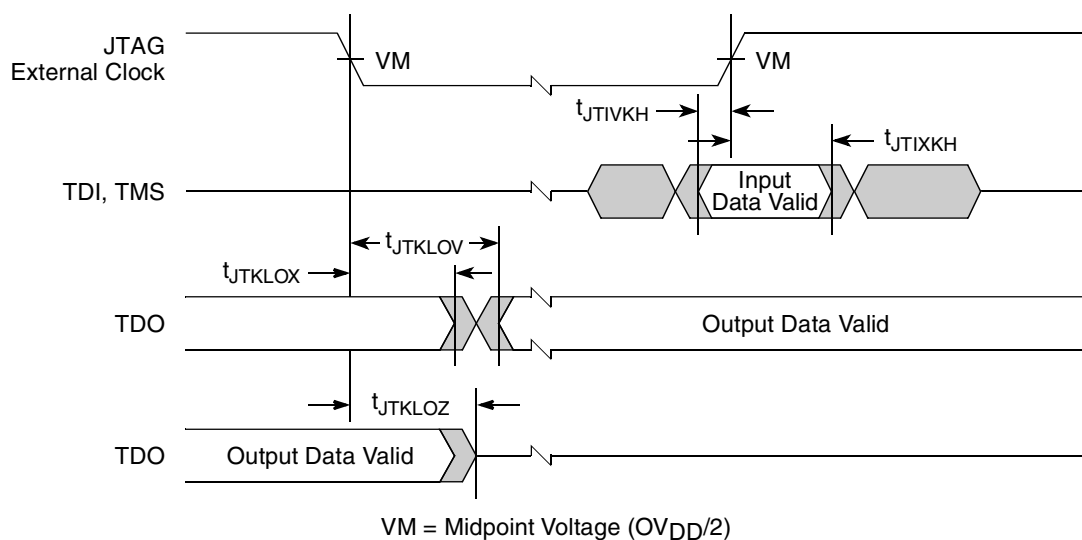 JTAG
External Clock
VM
VM
tJTIVKH
tJTIXKH
TDI, TMS
Input
Data Valid
tJTKLOV
tJTKLOX
TDO
Output Data Valid
tJTKLOZ
TDO
Output Data Valid
VM = Midpoint Voltage (OVDD/2)